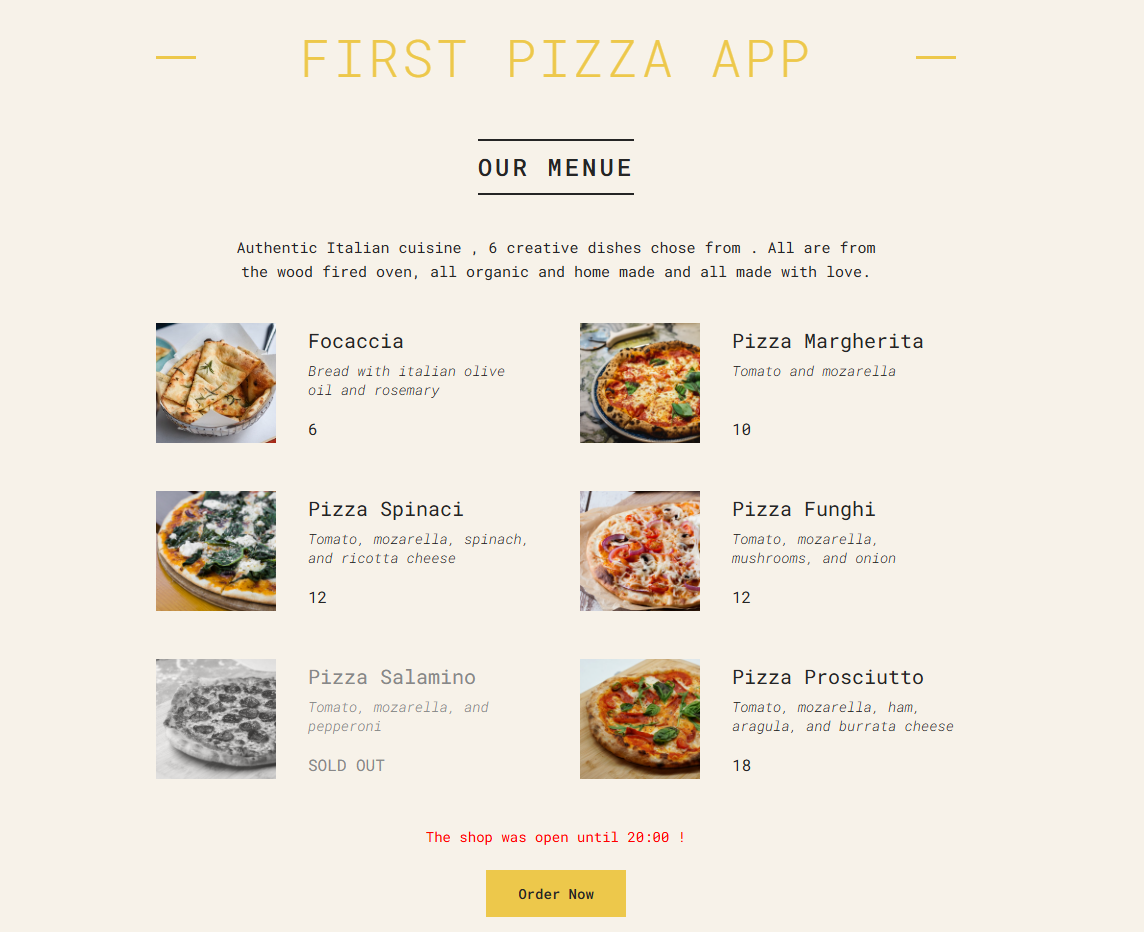 FIRST PIZZA APP
OUR MENUE
Authentic Italian cuisine , 6 creative dishes chose from . All are from
the wood fired oven, all organic and home made and all made with love.
Focaccia
Bread with italian olive
oil and rosemary
6
Pizza Margherita
Tomato and mozarella
10
Pizza Spinaci
Tomato, mozarella, spinach,
and ricotta cheese
12
Pizza Funghi
Tomato, mozarella,
mushrooms, and onion
12
Pizza Salamino
Tomato, mozarella, and
pepperoni
SOLD OUT
Pizza Prosciutto
Tomato, mozarella, ham,
aragula, and burrata cheese
18
The shop was open until 20:00 !
Order Now